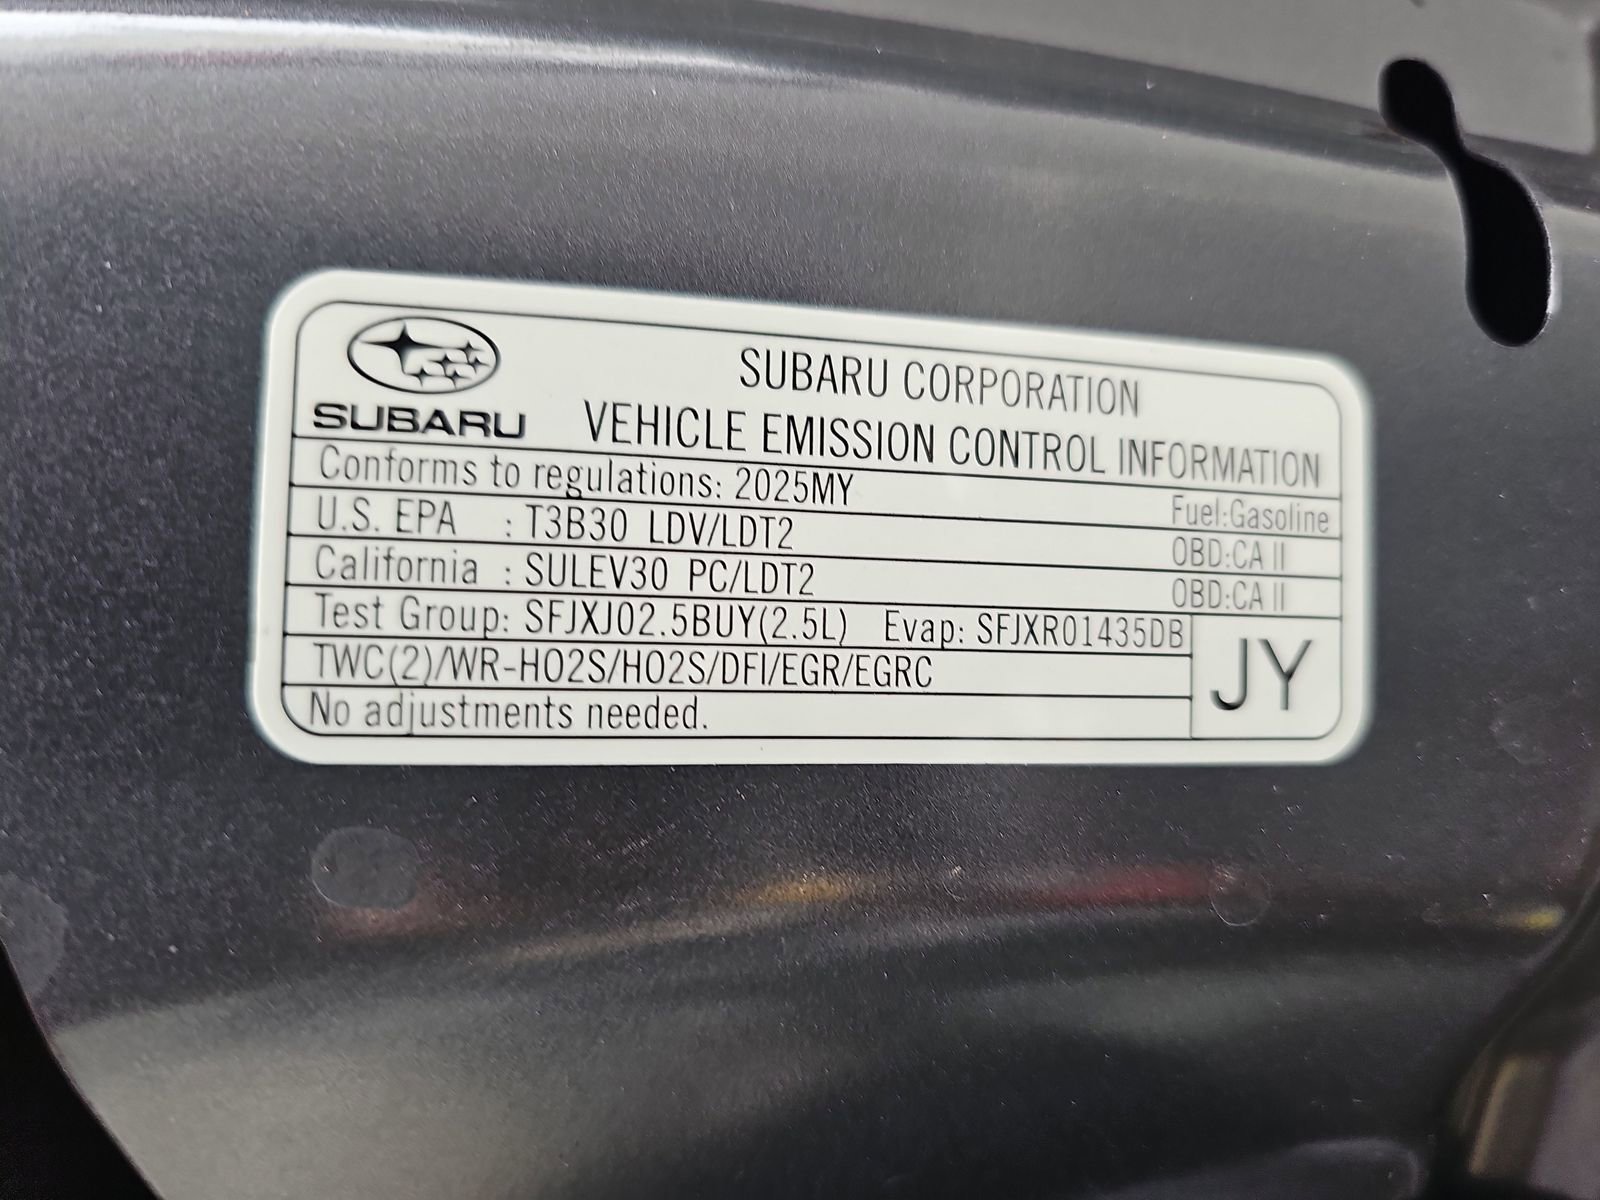 SUBARU
SUBARU CORPORATION
VEHICLE EMISSION CONTROL INFORMATION
Conforms to regulations: 2025MY Fuel:Gasoline
U.S. EPA : T3B30 LDV/LDT2 OBD:CA II
California : SULEV30 PC/LDT2 OBD:CA II
Test Group: SFJXJ02.5BUY(2.5L) Evap: SFJXR01435DB
TWC(2)/WR-HO2S/HO2S/DFI/EGR/EGRC
No adjustments needed.
JY